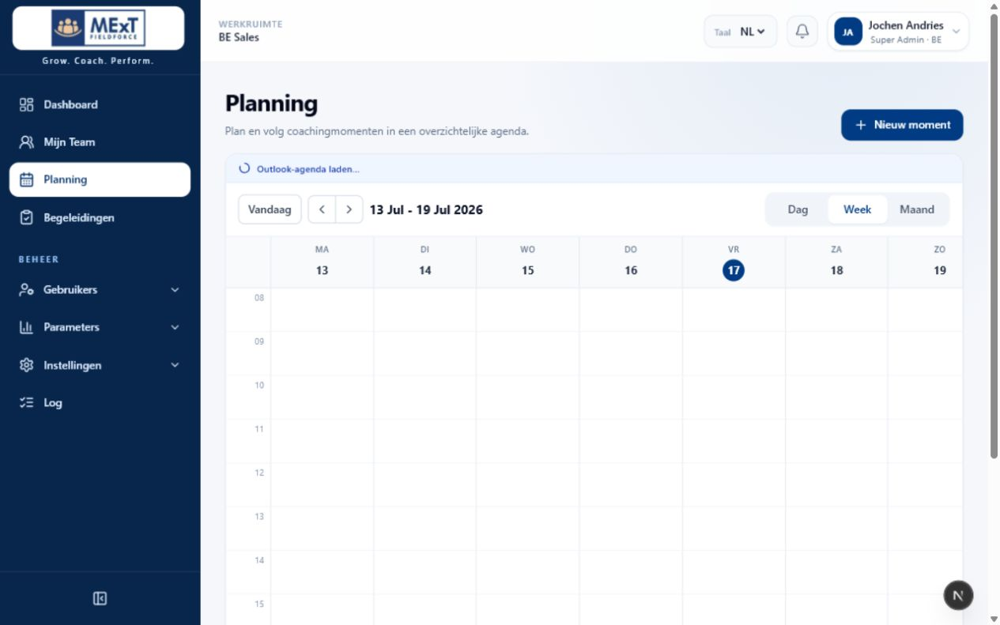 MExT
FIELDFORCE
Grow. Coach. Perform.
Dashboard
Mijn Team
Planning
Begeleidingen
BEHEER
Gebruikers
Parameters
Instellingen
Log
WERKRUIMTE
BE Sales
Taal NL
JA
Jochen Andries
Super Admin · BE
Planning
Plan en volg coachingmomenten in een overzichtelijke agenda.
+ Nieuw moment
Outlook-agenda laden...
Vandaag
13 Jul - 19 Jul 2026
Dag Week Maand
MA DI WO DO VR ZA ZO
13 14 15 16 17 18 19
08
09
10
11
12
13
14
15
N